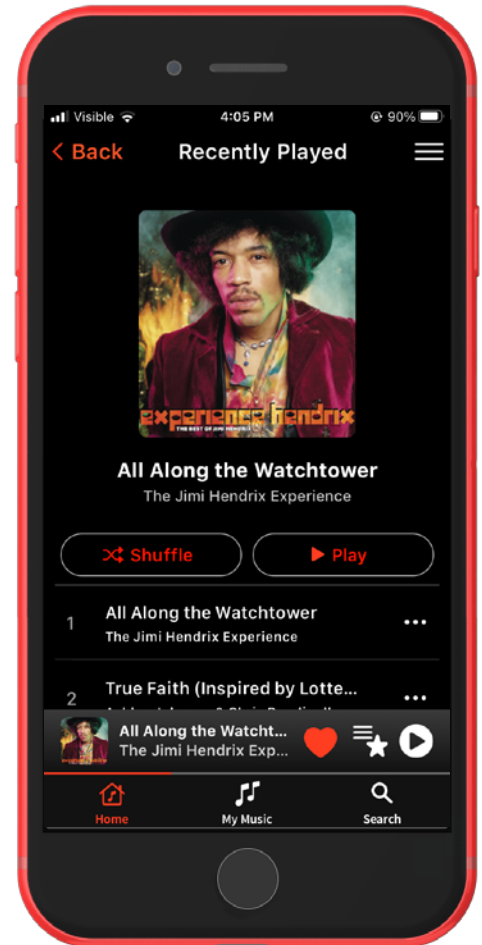 Visible
4:05 PM
90%
Back
Recently Played
experience hendrix
THE BEST OF JIMI HENDRIX
All Along the Watchtower
The Jimi Hendrix Experience
Shuffle
Play
1
All Along the Watchtower
The Jimi Hendrix Experience
2
True Faith (Inspired by Lotte...
All Along the Watcht...
The Jimi Hendrix Exp...
Home
My Music
Search